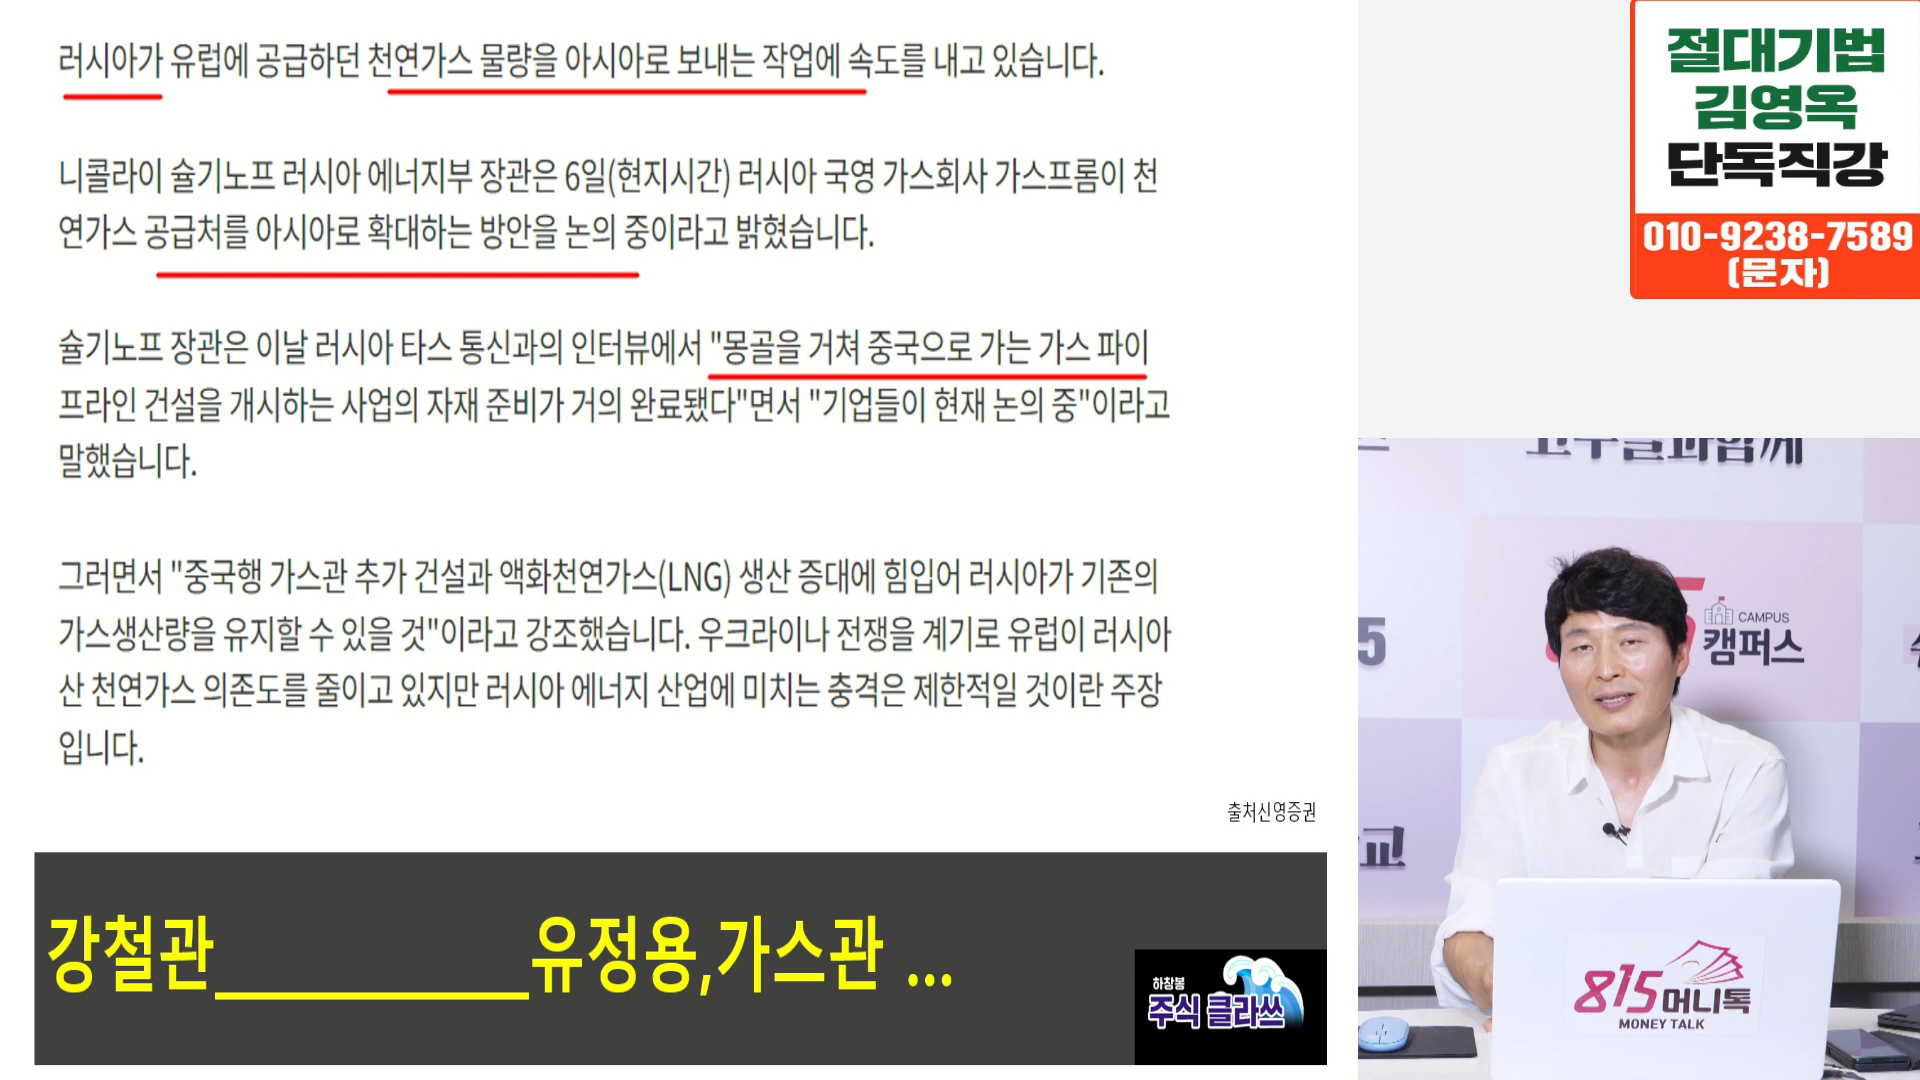 러시아가 유럽에 공급하던 천연가스 물량을 아시아로 보내는 작업에 속도를 내고 있습니다.
니콜라이 슐기노프 러시아 에너지부 장관은 6일(현지시간) 러시아 국영 가스회사 가스프롬이 천
연가스 공급처를 아시아로 확대하는 방안을 논의 중이라고 밝혔습니다.
슐기노프 장관은 이날 러시아 타스 통신과의 인터뷰에서 "몽골을 거쳐 중국으로 가는 가스 파이
프라인 건설을 개시하는 사업의 자재 준비가 거의 완료됐다"면서 "기업들이 현재 논의 중"이라고
말했습니다.
그러면서 "중국행 가스관 추가 건설과 액화천연가스(LNG) 생산 증대에 힘입어 러시아가 기존의
가스생산량을 유지할 수 있을 것"이라고 강조했습니다. 우크라이나 전쟁을 계기로 유럽이 러시아
산 천연가스 의존도를 줄이고 있지만 러시아 에너지 산업에 미치는 충격은 제한적일 것이란 주장
입니다.
출처신영증권
강철관__________유정용,가스관 ...
하창봉
주식 클라쓰
절대기법
김영옥
단독직강
010-9238-7589
(문자)
고수들과함께
5
CAMPUS
캠퍼스
교
815머니톡
MONEY TALK